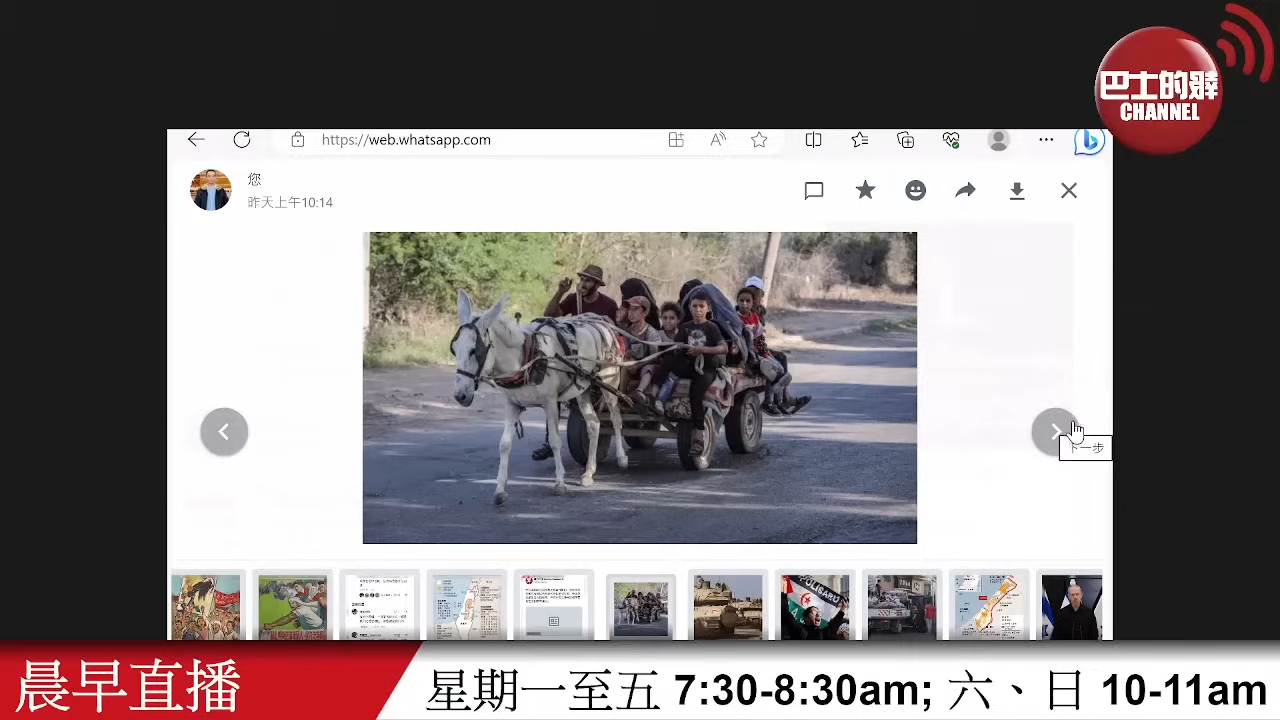 巴士的報
CHANNEL
https://web.whatsapp.com
您
昨天上午10:14
下一步
晨早直播
星期一至五 7:30-8:30am; 六、日 10-11am